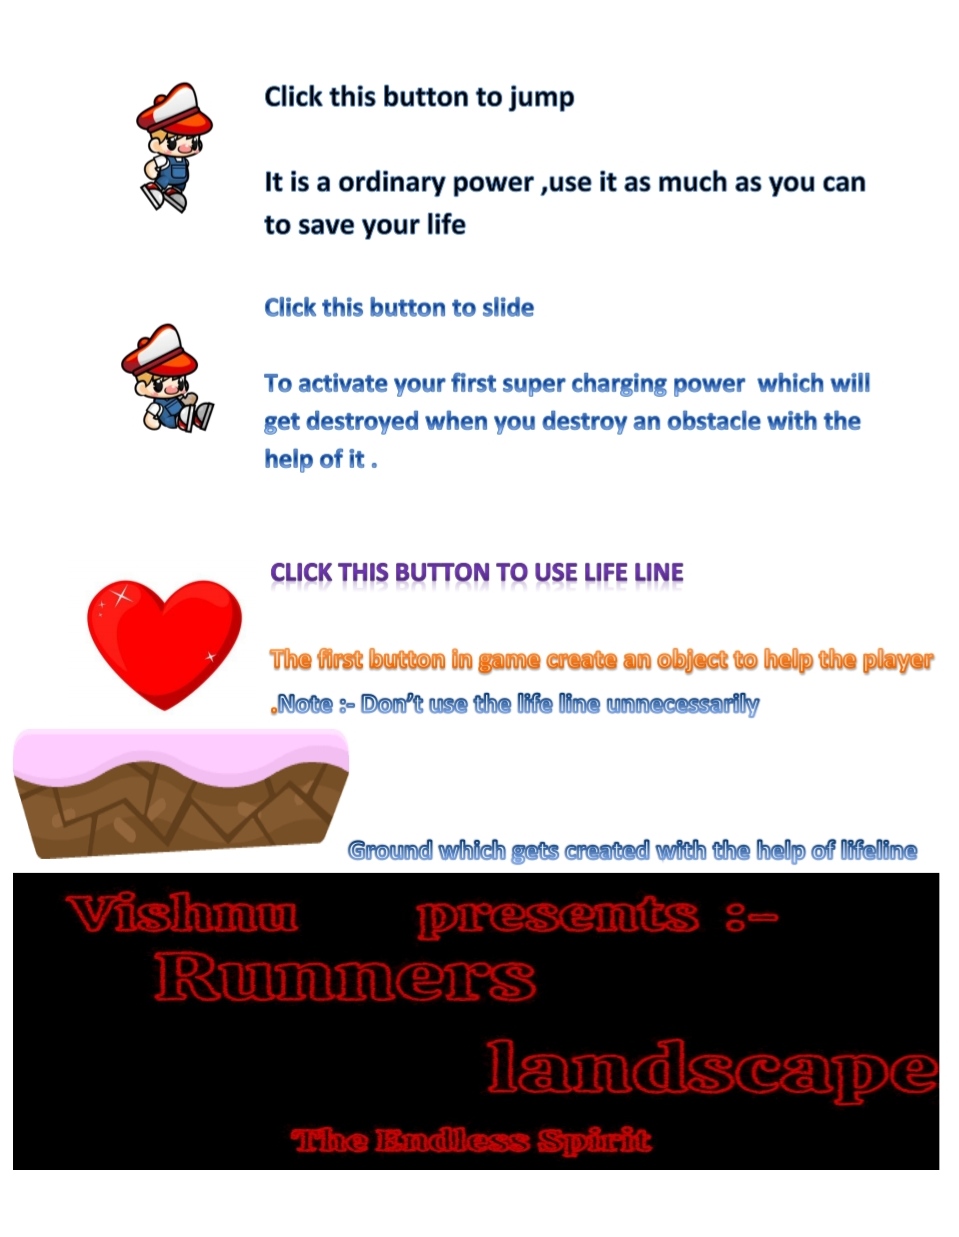 Click this button to jump
It is a ordinary power ,use it as much as you can
to save your life
Click this button to slide
To activate your first super charging power  which will
get destroyed when you destroy an obstacle with the
help of it .
CLICK THIS BUTTON TO USE LIFE LINE
The first button in game create an object to help the player
.Note :- Don't use the life line unnecessarily
Ground which gets created with the help of lifeline
Vishnu presents :-
Runners
landscape
The Endless Spirit